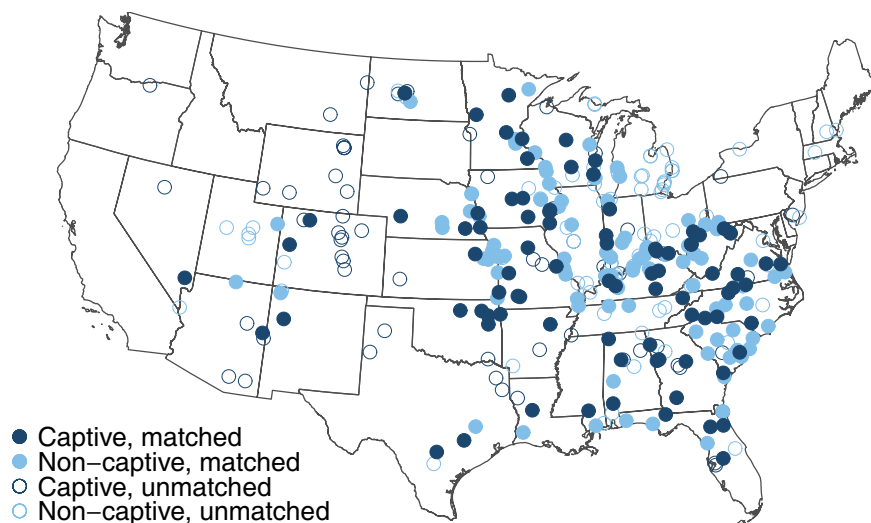 Captive, matched
Non−captive, matched
Captive, unmatched
Non−captive, unmatched